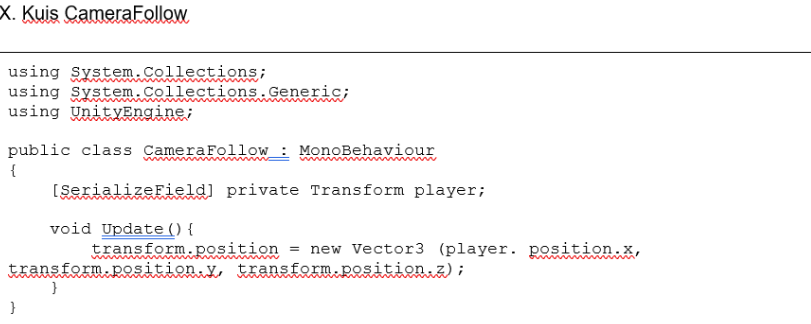 X. Kuis CameraFollow
using System.Collections;
using System.Collections.Generic;
using UnityEngine;
public class CameraFollow : MonoBehaviour
{
[SerializeField] private Transform player;
void Update(){
transform.position = new Vector3 (player. position.x,
transform.position.y, transform.position.z);
}
}